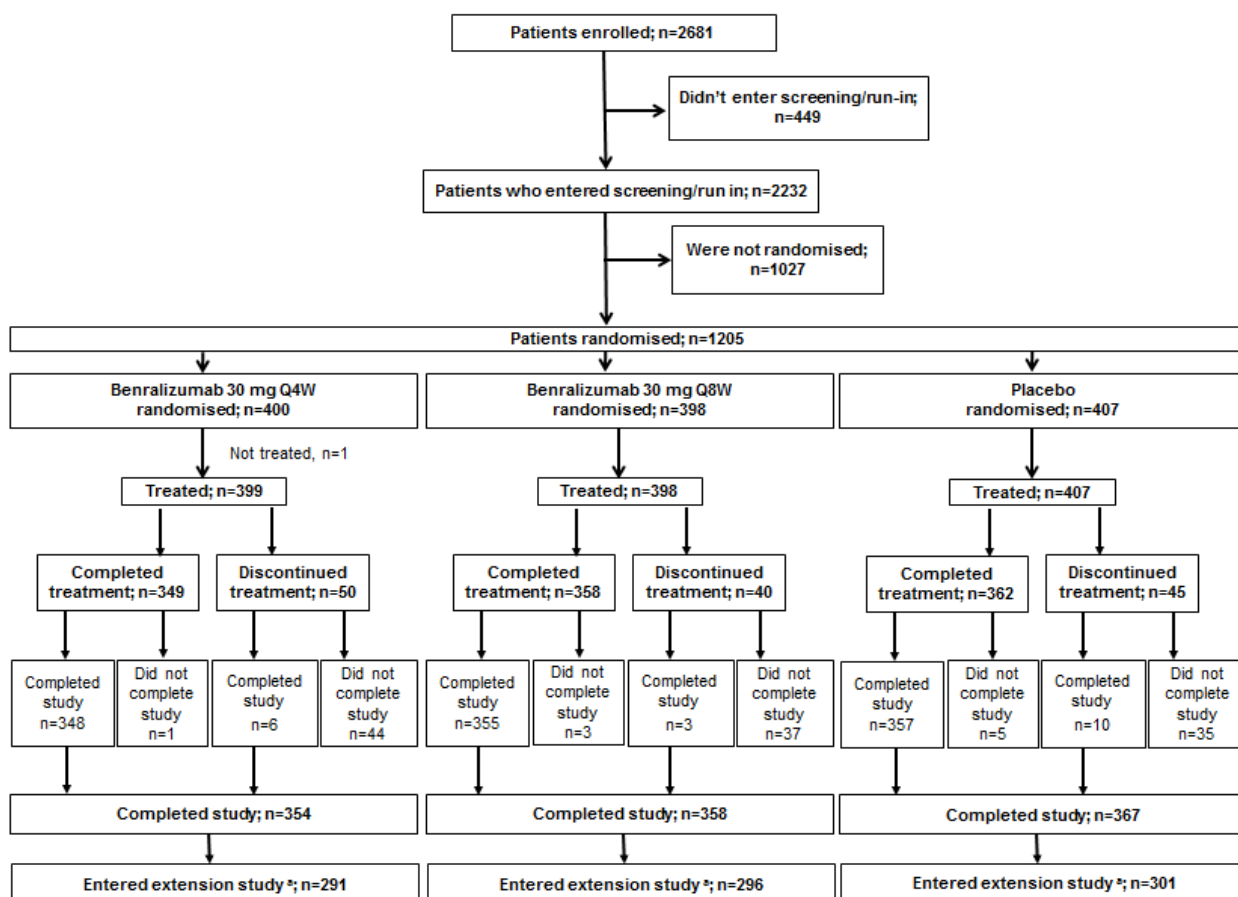 Patients enrolled; n=2681
Didn't enter screening/run-in;
n=449
Patients who entered screening/run in; n=2232
Were not randomised;
n=1027
Patients randomised; n=1205
Benralizumab 30 mg Q4W
randomised; n=400
Benralizumab 30 mg Q8W
randomised; n=398
Placebo
randomised; n=407
Not treated, n=1
Treated; n=399
Treated; n=398
Treated; n=407
Completed
treatment; n=349
Discontinued
treatment; n=50
Completed
treatment; n=358
Discontinued
treatment; n=40
Completed
treatment; n=362
Discontinued
treatment; n=45
Completed
study
n=348
Did not
complete
study
n=1
Completed
study
n=6
Did not
complete
study
n=44
Completed
study
n=355
Did not
complete
study
n=3
Completed
study
n=3
Did not
complete
study
n=37
Completed
study
n=357
Did not
complete
study
n=5
Completed
study
n=10
Did not
complete
study
n=35
Completed study; n=354
Completed study; n=358
Completed study; n=367
Entered extension study ª; n=291
Entered extension study ª; n=296
Entered extension study ª; n=301